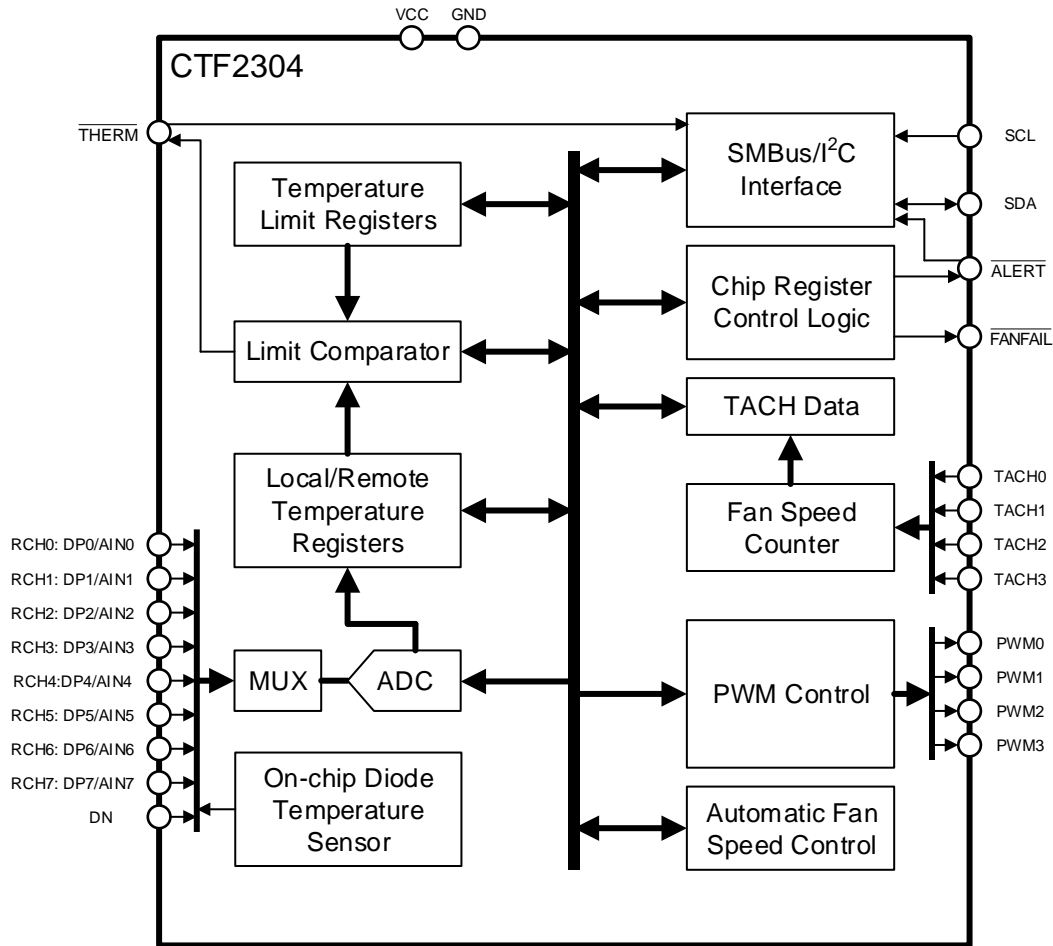 VCC
GND
CTF2304
THERM
SMBus/I²C
Interface
SCL
SDA
Temperature
Limit Registers
ALERT
Chip Register
Control Logic
FANFAIL
Limit Comparator
TACH Data
Local/Remote
Temperature
Registers
Fan Speed
Counter
TACH0
TACH1
TACH2
TACH3
RCH0: DP0/AIN0
RCH1: DP1/AIN1
RCH2: DP2/AIN2
RCH3: DP3/AIN3
RCH4:DP4/AIN4
RCH5: DP5/AIN5
RCH6: DP6/AIN6
RCH7: DP7/AIN7
DN
MUX
ADC
PWM Control
PWM0
PWM1
PWM2
PWM3
On-chip Diode
Temperature
Sensor
Automatic Fan
Speed Control